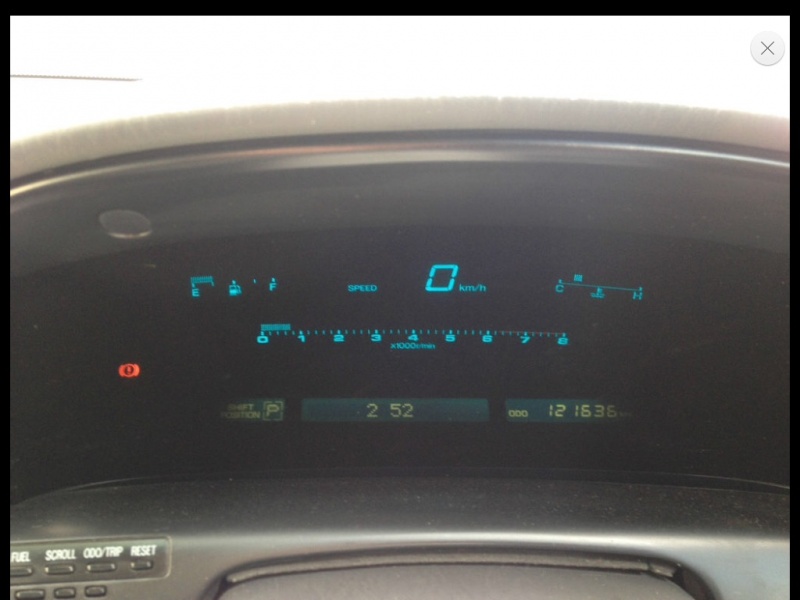 E F
SPEED 0 km/h
C H
0 1 2 3 4 5 6 7 8
x1000r/min
SHIFT
POSITION P
2 52
ODO 121636
FUEL SCROLL ODO/TRIP RESET